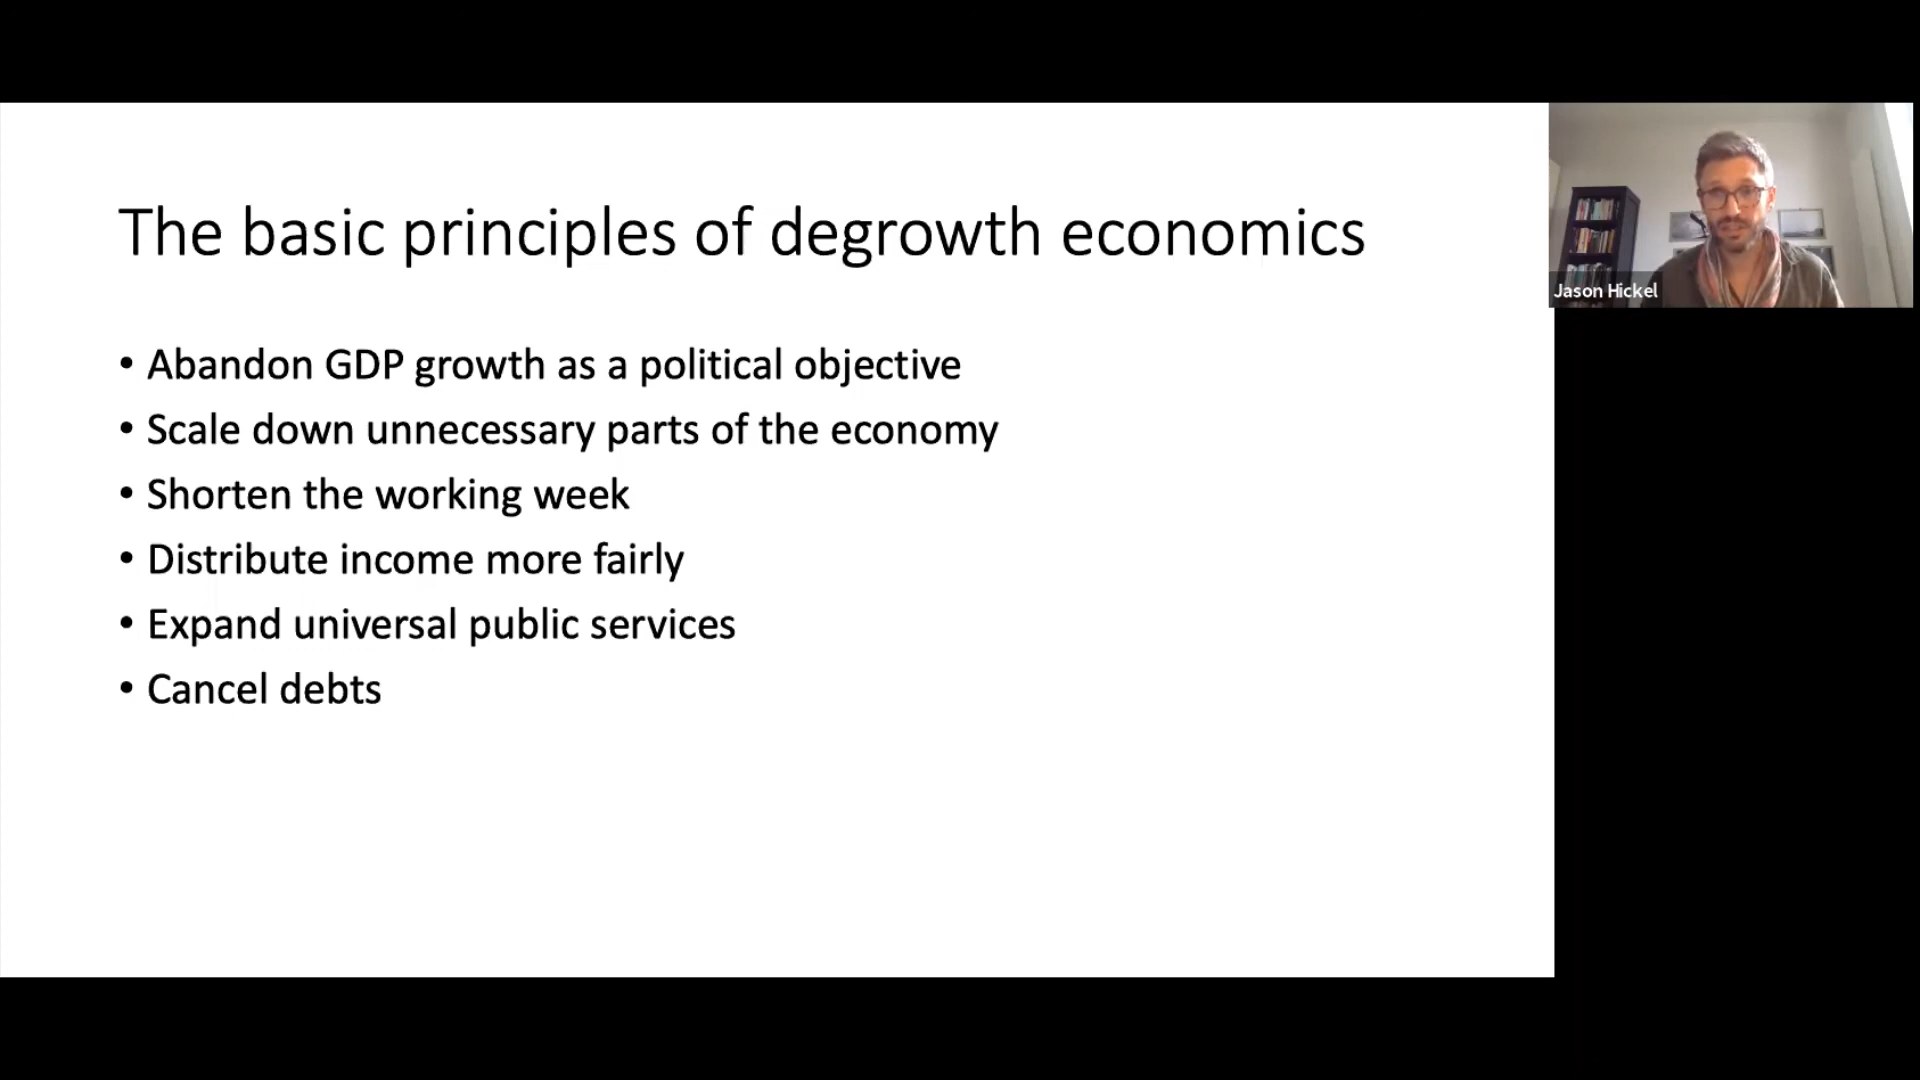 The basic principles of degrowth economics
• Abandon GDP growth as a political objective
• Scale down unnecessary parts of the economy
• Shorten the working week
• Distribute income more fairly
• Expand universal public services
• Cancel debts
Jason Hickel